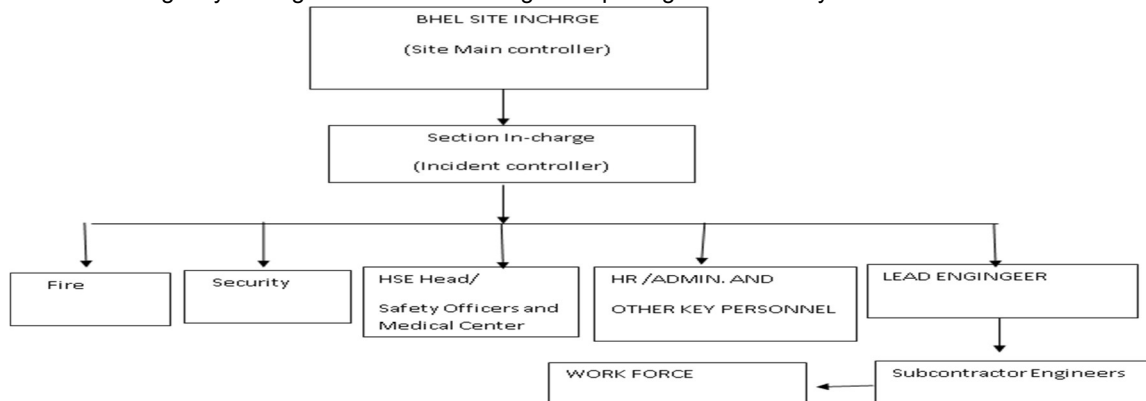 BHEL SITE INCHRGE
(Site Main controller)
Section In-charge
(Incident controller)
Fire
Security
HSE Head/
Safety Officers and
Medical Center
HR /ADMIN. AND
OTHER KEY PERSONNEL
LEAD ENGINGEER
Subcontractor Engineers
WORK FORCE